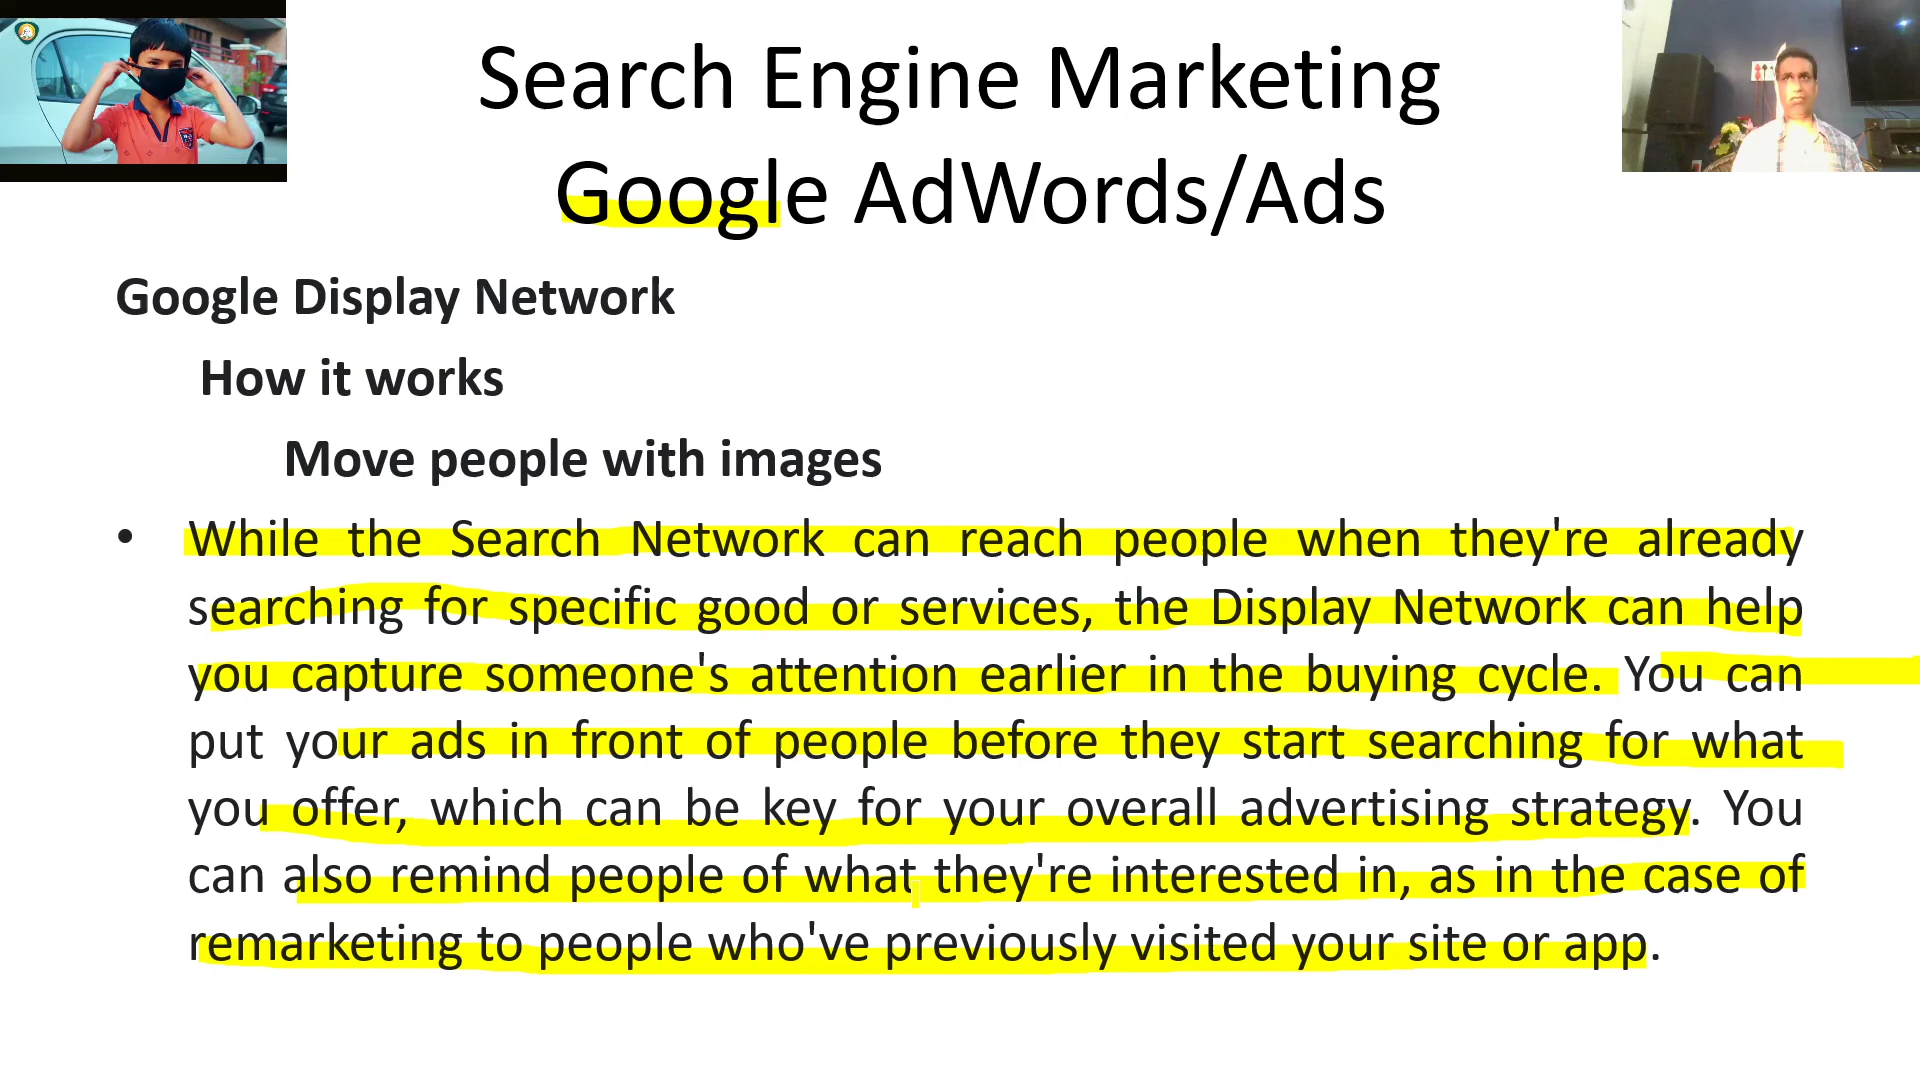 Search Engine Marketing
Google AdWords/Ads
Google Display Network
How it works
Move people with images
• While the Search Network can reach people when they're already
searching for specific good or services, the Display Network can help
you capture someone's attention earlier in the buying cycle. You can
put your ads in front of people before they start searching for what
you offer, which can be key for your overall advertising strategy. You
can also remind people of what they're interested in, as in the case of
remarketing to people who've previously visited your site or app.